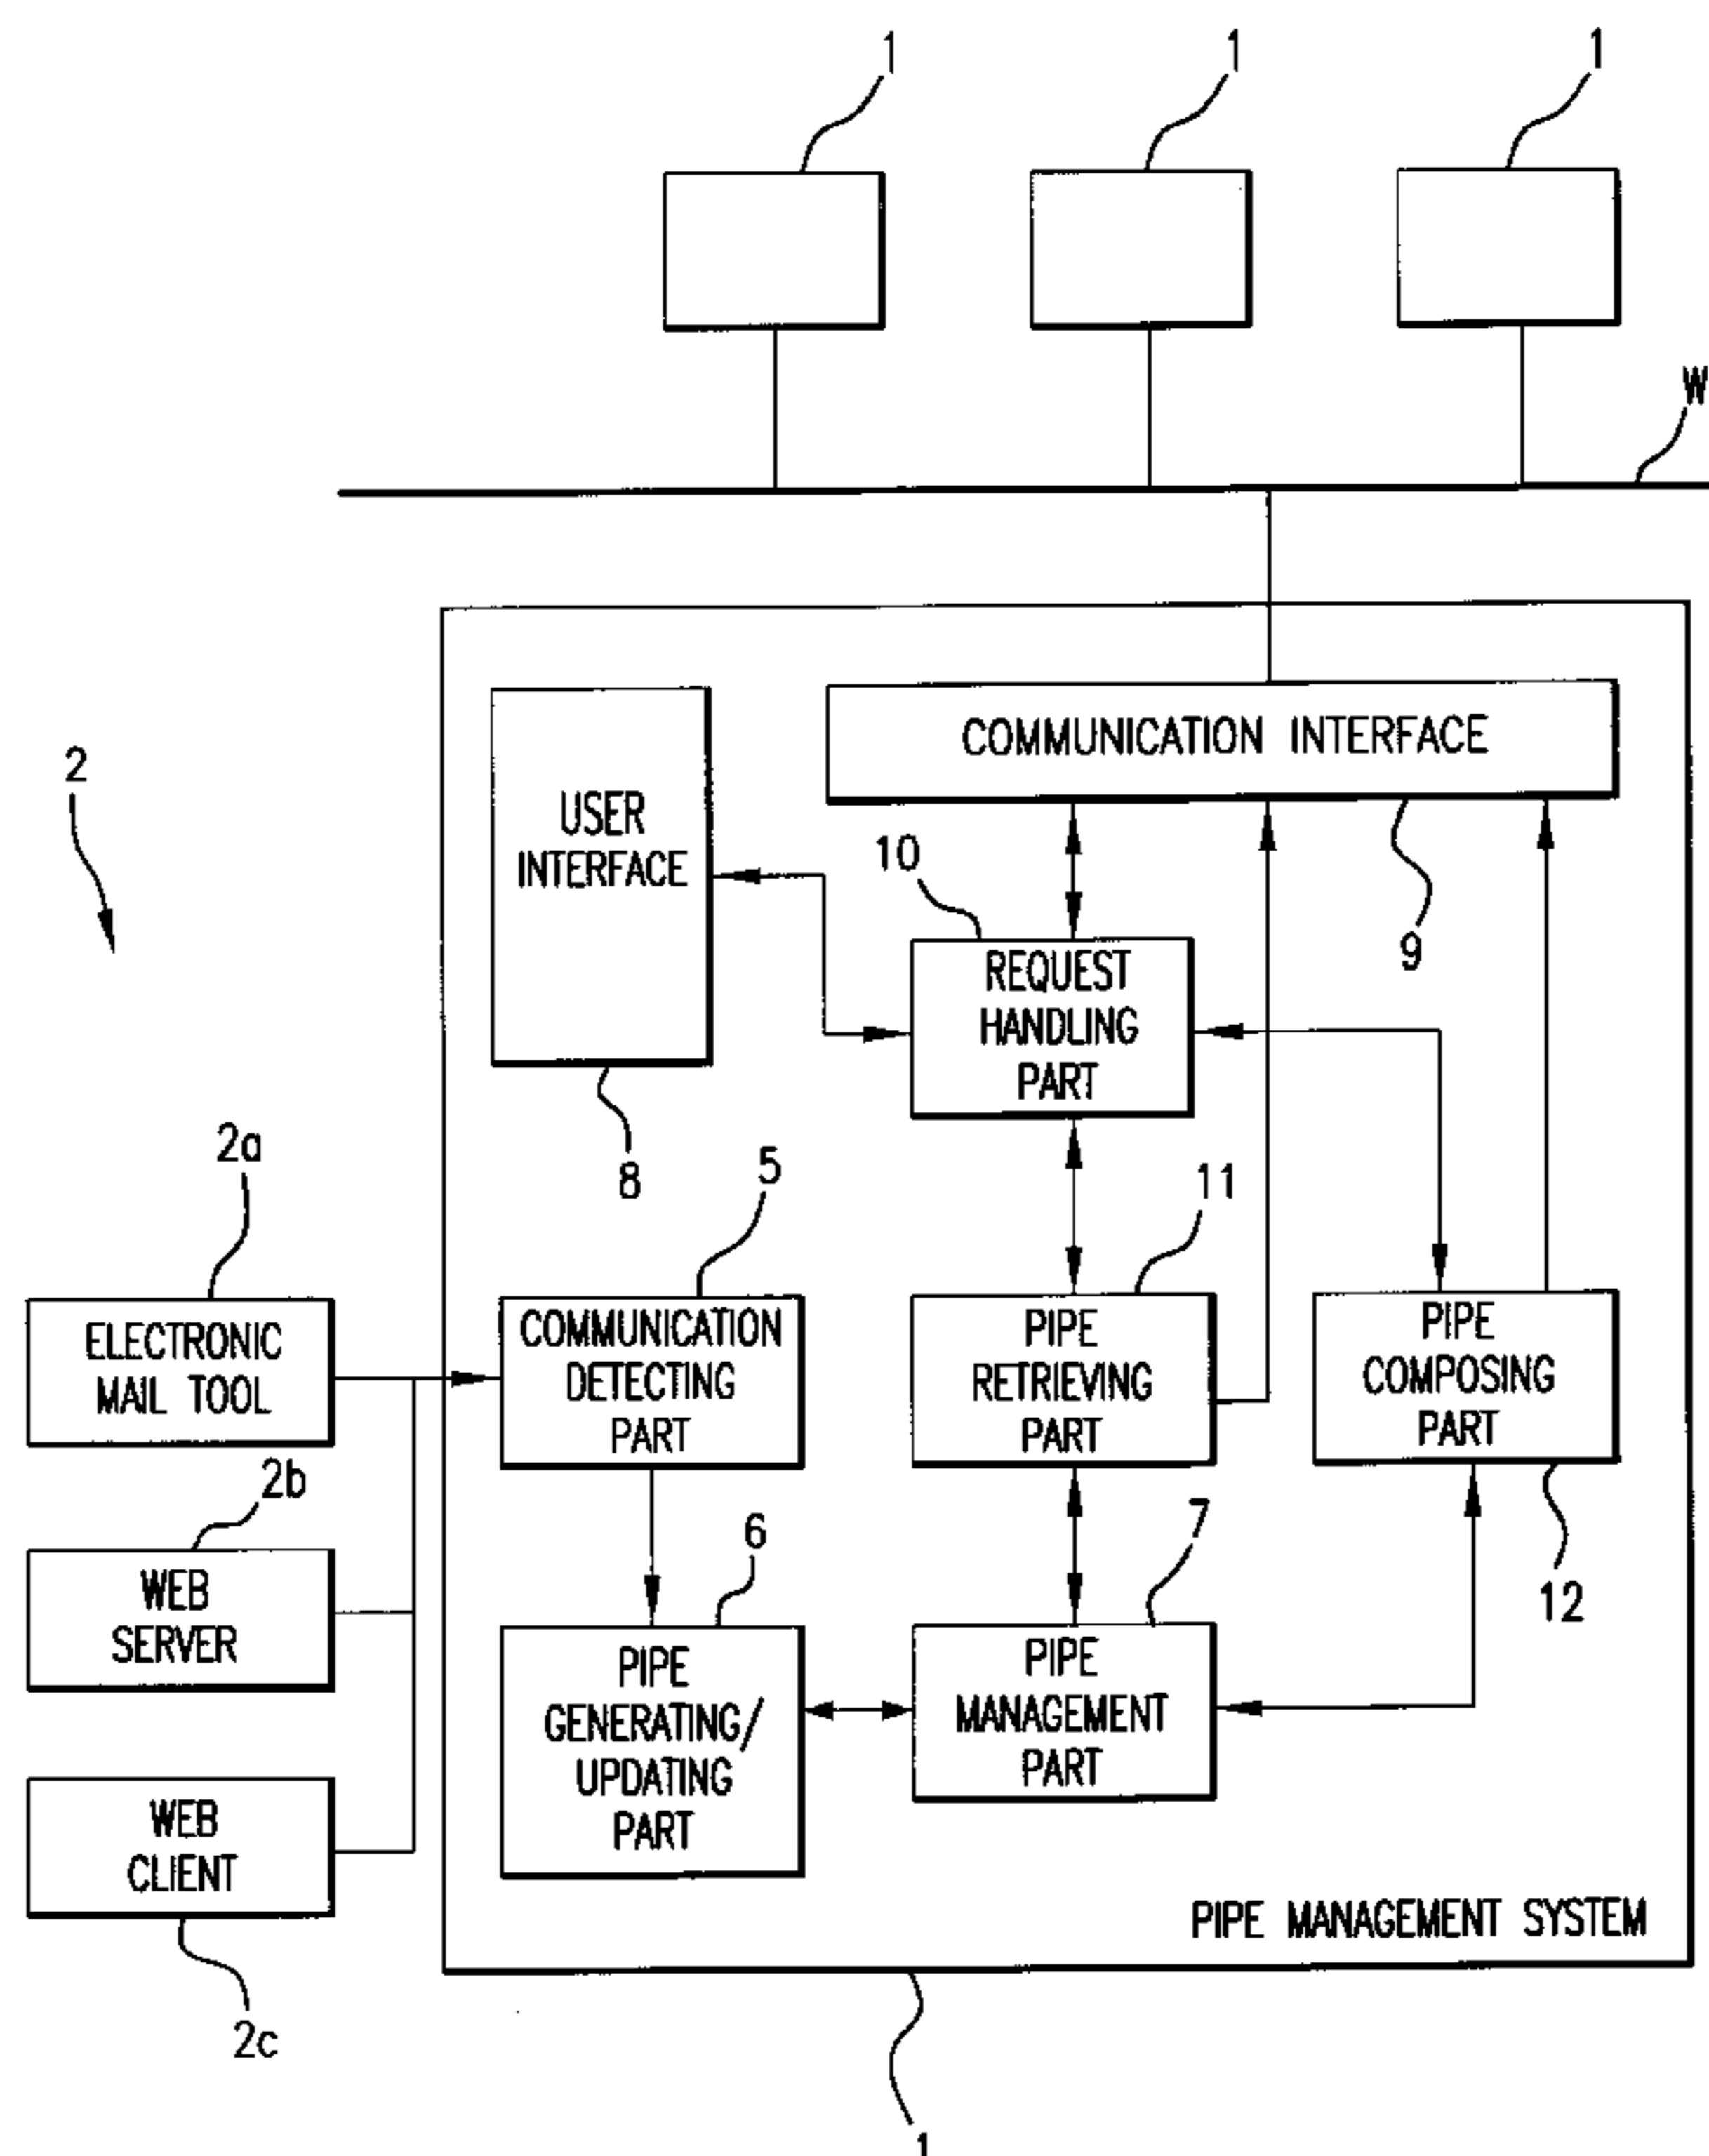 1
1
1
W
COMMUNICATION INTERFACE
2
USER
INTERFACE
10
9
REQUEST
HANDLING
PART
8
2a
5
11
ELECTRONIC
MAIL TOOL
COMMUNICATION
DETECTING
PART
PIPE
RETRIEVING
PART
PIPE
COMPOSING
PART
2b
6
7
12
WEB
SERVER
PIPE
GENERATING/
UPDATING
PART
PIPE
MANAGEMENT
PART
WEB
CLIENT
PIPE MANAGEMENT SYSTEM
2c
1